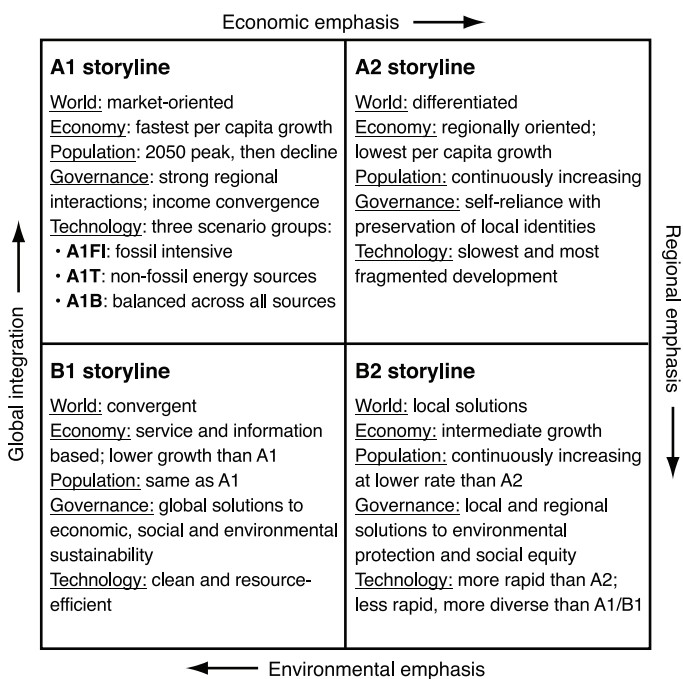 Economic emphasis
A1 storyline
World: market-oriented
Economy: fastest per capita growth
Population: 2050 peak, then decline
Governance: strong regional
interactions; income convergence
Technology: three scenario groups:
• A1FI: fossil intensive
• A1T: non-fossil energy sources
• A1B: balanced across all sources
A2 storyline
World: differentiated
Economy: regionally oriented;
lowest per capita growth
Population: continuously increasing
Governance: self-reliance with
preservation of local identities
Technology: slowest and most
fragmented development
Global integration
Regional emphasis
B1 storyline
World: convergent
Economy: service and information
based; lower growth than A1
Population: same as A1
Governance: global solutions to
economic, social and environmental
sustainability
Technology: clean and resource-
efficient
B2 storyline
World: local solutions
Economy: intermediate growth
Population: continuously increasing
at lower rate than A2
Governance: local and regional
solutions to environmental
protection and social equity
Technology: more rapid than A2;
less rapid, more diverse than A1/B1
Environmental emphasis